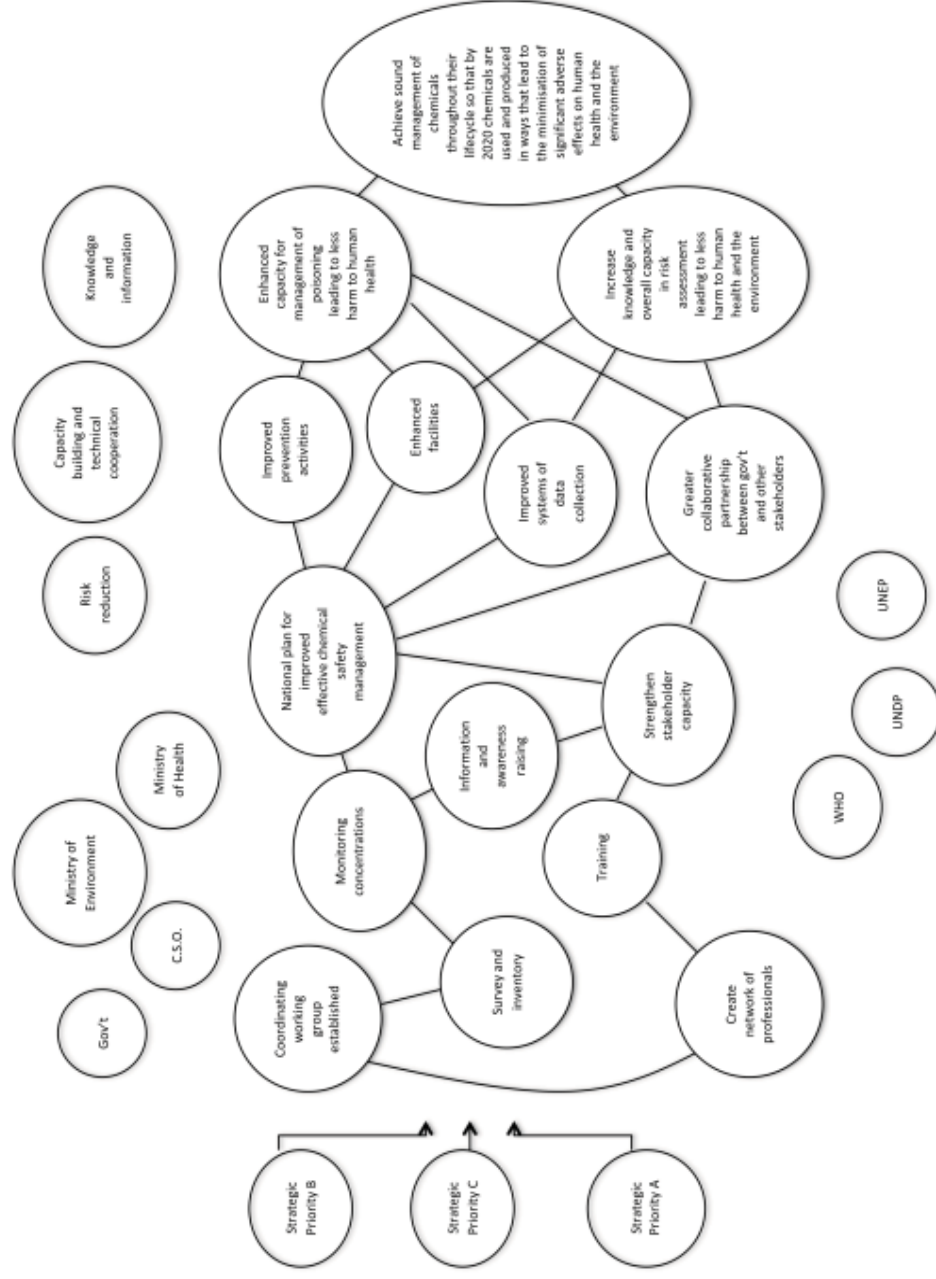 Gov't
C.S.O.
Ministry of
Environment
Ministry
of Health
Risk
reduction
Capacity
building and
technical
cooperation
Knowledge
and
information
Strategic
Priority B
Strategic
Priority C
Strategic
Priority A
Coordinating
working
group
established
Survey and
inventory
Create
network of
professionals
Monitoring
concentrations
Training
Information
and
awareness
raising
National plan for
improved
effective chemical
safety
management
Strengthen
stakeholder
capacity
Improved
prevention
activities
Enhanced
facilities
Improved
systems of
data
collection
Greater
collaborative
partnership
between gov't
and other
stakeholders
Enhanced
capacity for
management of
poisoning
leading to less
harm to human
health
Increase
knowledge and
overall capacity
in risk
assessment
leading to less
harm to human
health and the
environment
Achieve sound
management of
chemicals
throughout their
lifecycle so that by
2020 chemicals are
used and produced
in ways that lead to
the minimisation of
significant adverse
effects on human
health and the
environment
WHO
UNDP
UNEP